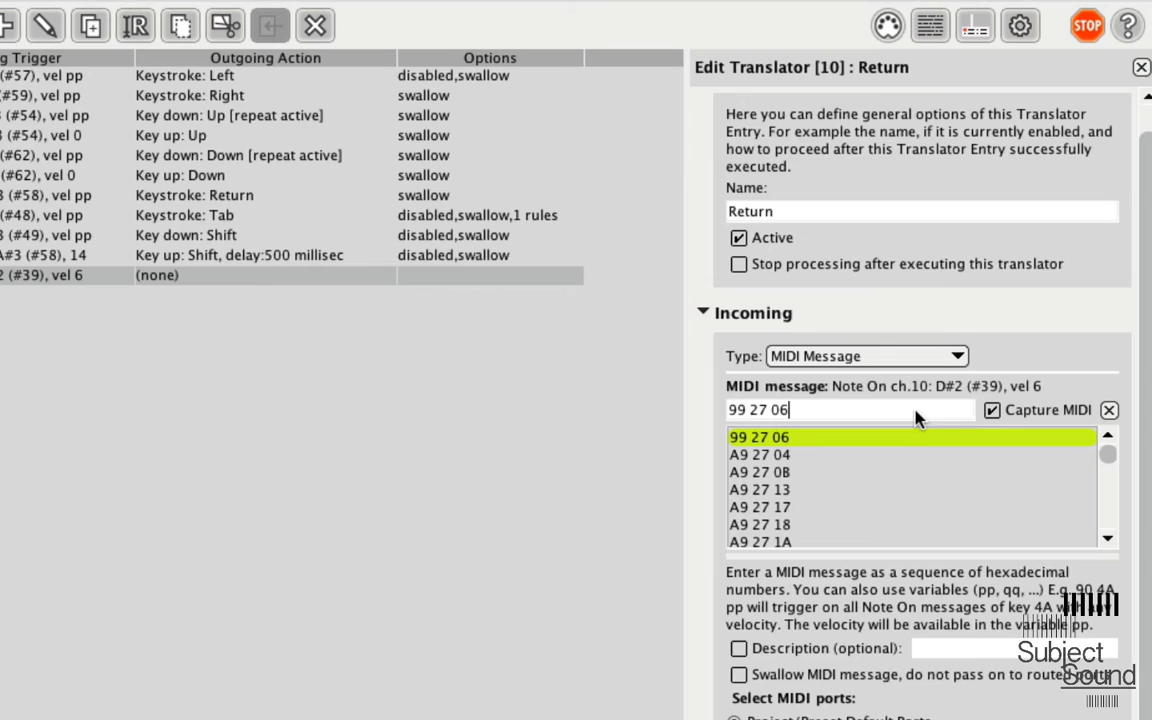 STOP
?
g Trigger Outgoing Action Options
(#57), vel pp Keystroke: Left disabled,swallow
(#59), vel pp Keystroke: Right swallow
(#54), vel pp Key down: Up [repeat active] swallow
(#54), vel 0 Key up: Up swallow
(#62), vel pp Key down: Down [repeat active] swallow
(#62), vel 0 Key up: Down swallow
(#58), vel pp Keystroke: Return swallow
(#48), vel pp Keystroke: Tab disabled,swallow,1 rules
(#49), vel pp Key down: Shift disabled,swallow
A#3 (#58), 14 Key up: Shift, delay:500 millisec disabled,swallow
2 (#39), vel 6 (none)
Edit Translator [10] : Return
Here you can define general options of this Translator
Entry. For example the name, if it is currently enabled, and
how to proceed after this Translator Entry successfully
executed.
Name:
Return
Active
Stop processing after executing this translator
Incoming
Type: MIDI Message
MIDI message: Note On ch.10: D#2 (#39), vel 6
99 27 06 Capture MIDI
99 27 06
A9 27 04
A9 27 0B
A9 27 13
A9 27 17
A9 27 18
A9 27 1A
Enter a MIDI message as a sequence of hexadecimal
numbers. You can also use variables (pp, qq, ...) E.g. 90 4A
pp will trigger on all Note On messages of key 4A with any
velocity. The velocity will be available in the variable pp.
Description (optional):
Swallow MIDI message, do not pass on to routed ports
Select MIDI ports:
Project/Preset Default Ports
Subject
Sound